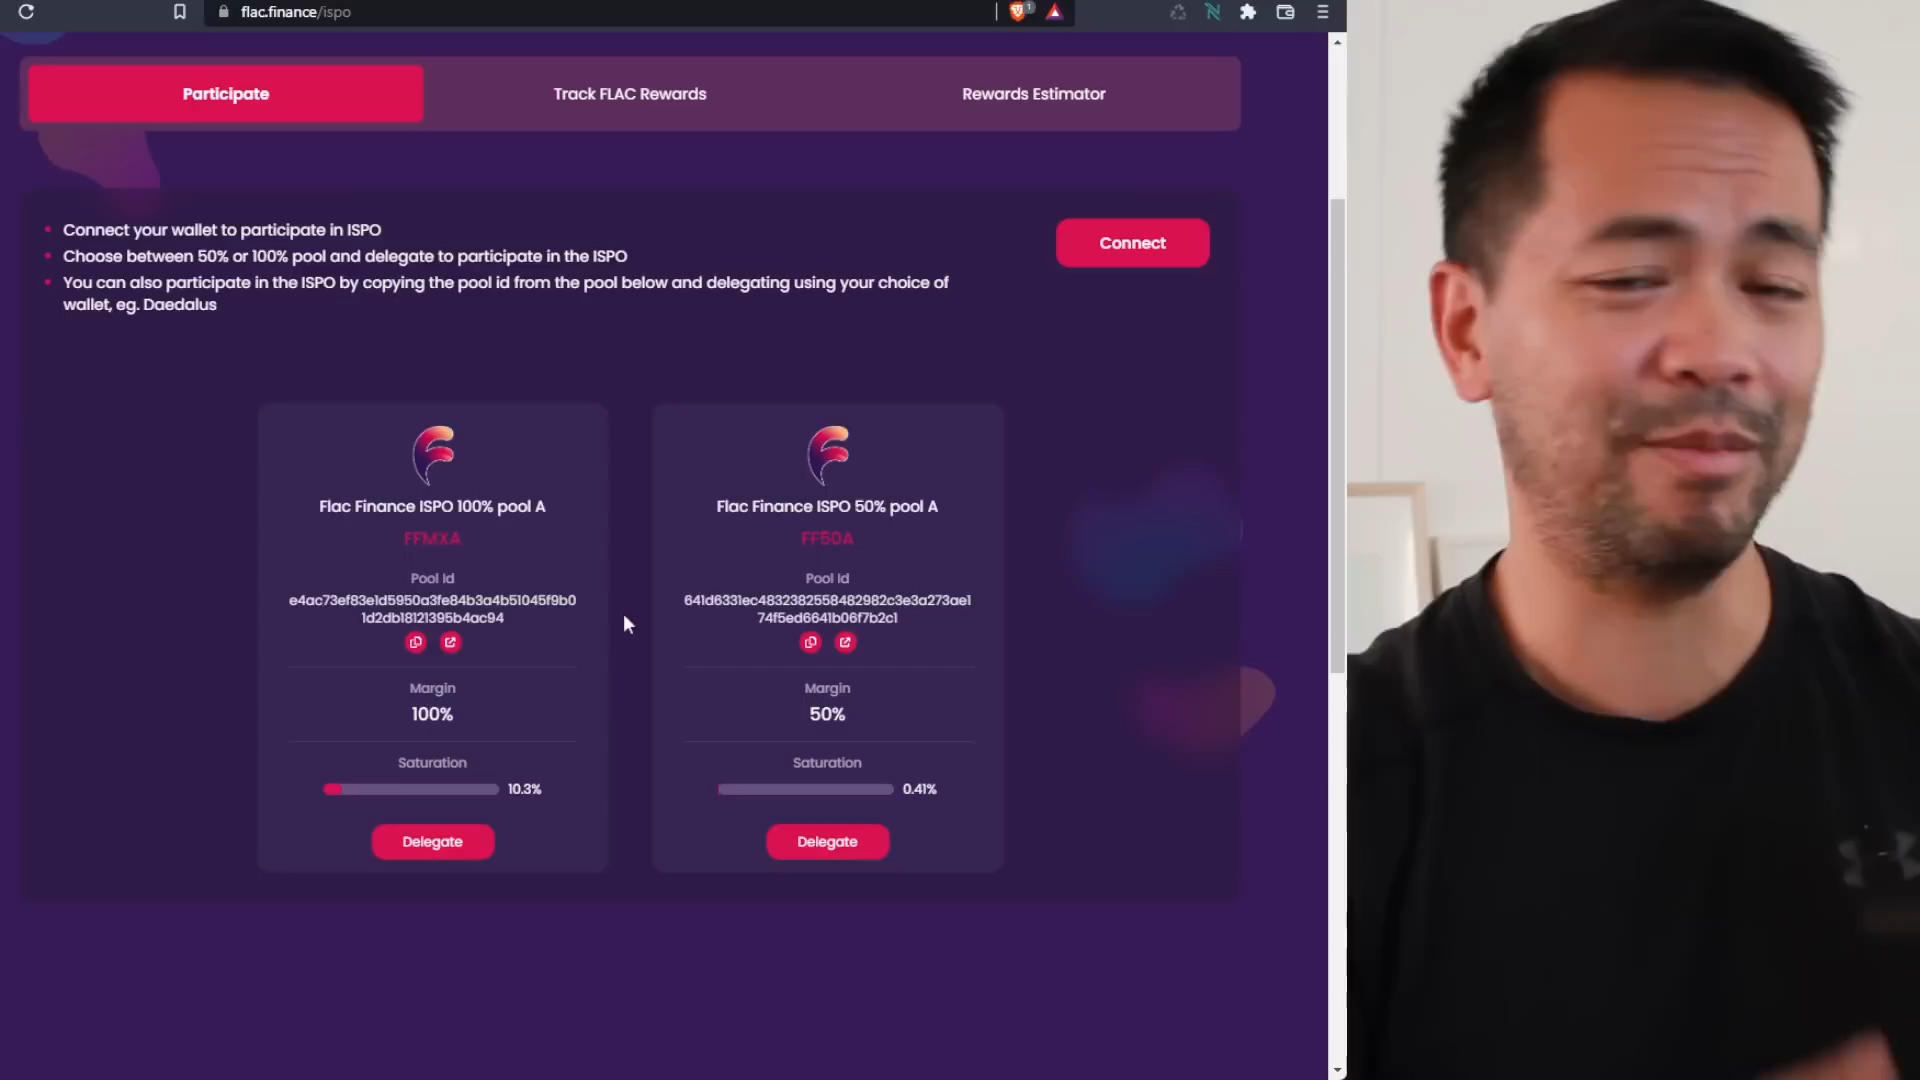 flac.finance/ispo
1
Participate
Track FLAC Rewards
Rewards Estimator
Connect your wallet to participate in ISPO
Choose between 50% or 100% pool and delegate to participate in the ISPO
You can also participate in the ISPO by copying the pool id from the pool below and delegating using your choice of
wallet, eg. Daedalus
Connect
Flac Finance ISPO 100% pool A
FFMXA
Pool Id
e4ac73ef83e1d5950a3fe84b3a4b51045f9b0
1d2db18121395b4ac94
Margin
100%
Saturation
10.3%
Delegate
Flac Finance ISPO 50% pool A
FF50A
Pool Id
641d6331ec4832382558482982c3e3a273ae1
74f5ed6641b06f7b2c1
Margin
50%
Saturation
0.41%
Delegate